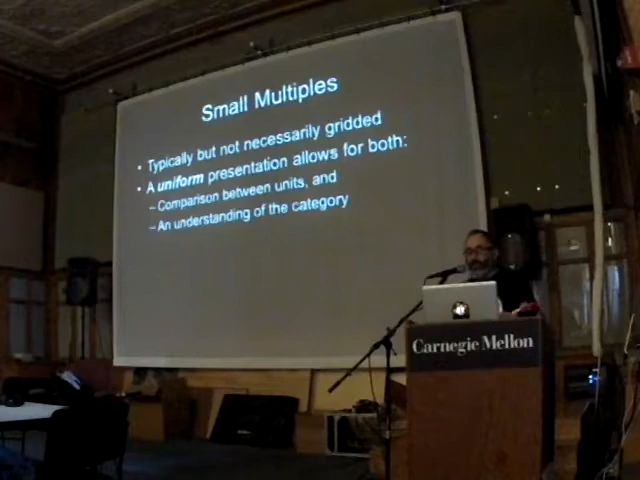 Small Multiples
• Typically but not necessarily gridded
• A uniform presentation allows for both:
– Comparison between units, and
– An understanding of the category
Carnegie Mellon